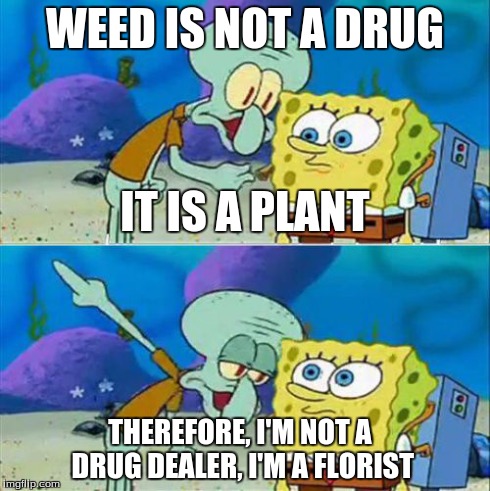 WEED IS NOT A DRUG
IT IS A PLANT
THEREFORE, I'M NOT A
DRUG DEALER, I'M A FLORIST
imgflip.com